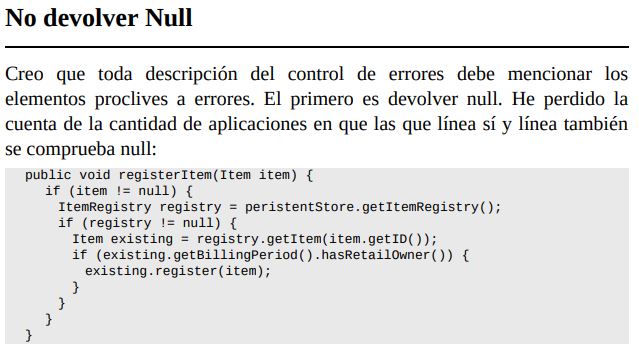 No devolver Null
Creo que toda descripción del control de errores debe mencionar los
elementos proclives a errores. El primero es devolver null. He perdido la
cuenta de la cantidad de aplicaciones en que las que línea sí y línea también
se comprueba null:
public void registerItem(Item item) {
if (item != null) {
ItemRegistry registry = peristentStore.getItemRegistry();
if (registry != null) {
Item existing = registry.getItem(item.getID());
if (existing.getBillingPeriod().hasRetailOwner()) {
existing.register(item);
}
}
}
}